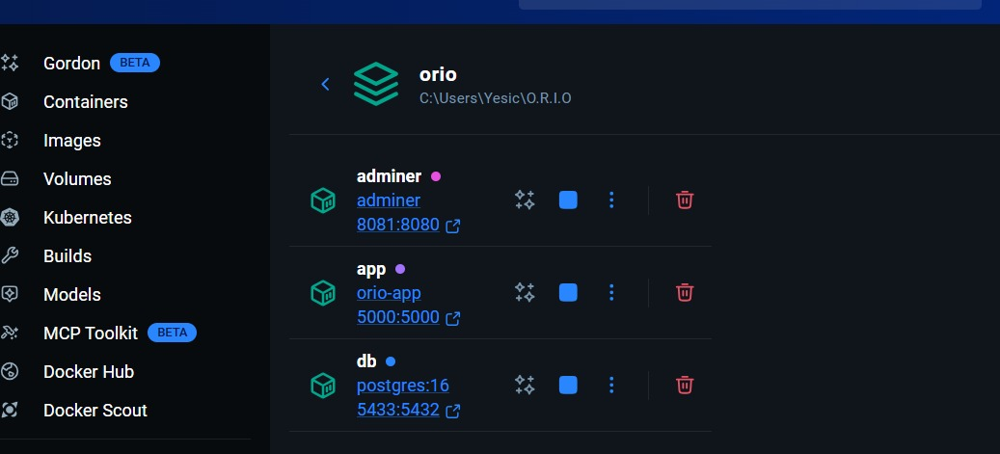 Gordon BETA
Containers
Images
Volumes
Kubernetes
Builds
Models
MCP Toolkit BETA
Docker Hub
Docker Scout
orio
C:\Users\Yesic\O.R.I.O
adminer
adminer
8081:8080
app
orio-app
5000:5000
db
postgres:16
5433:5432